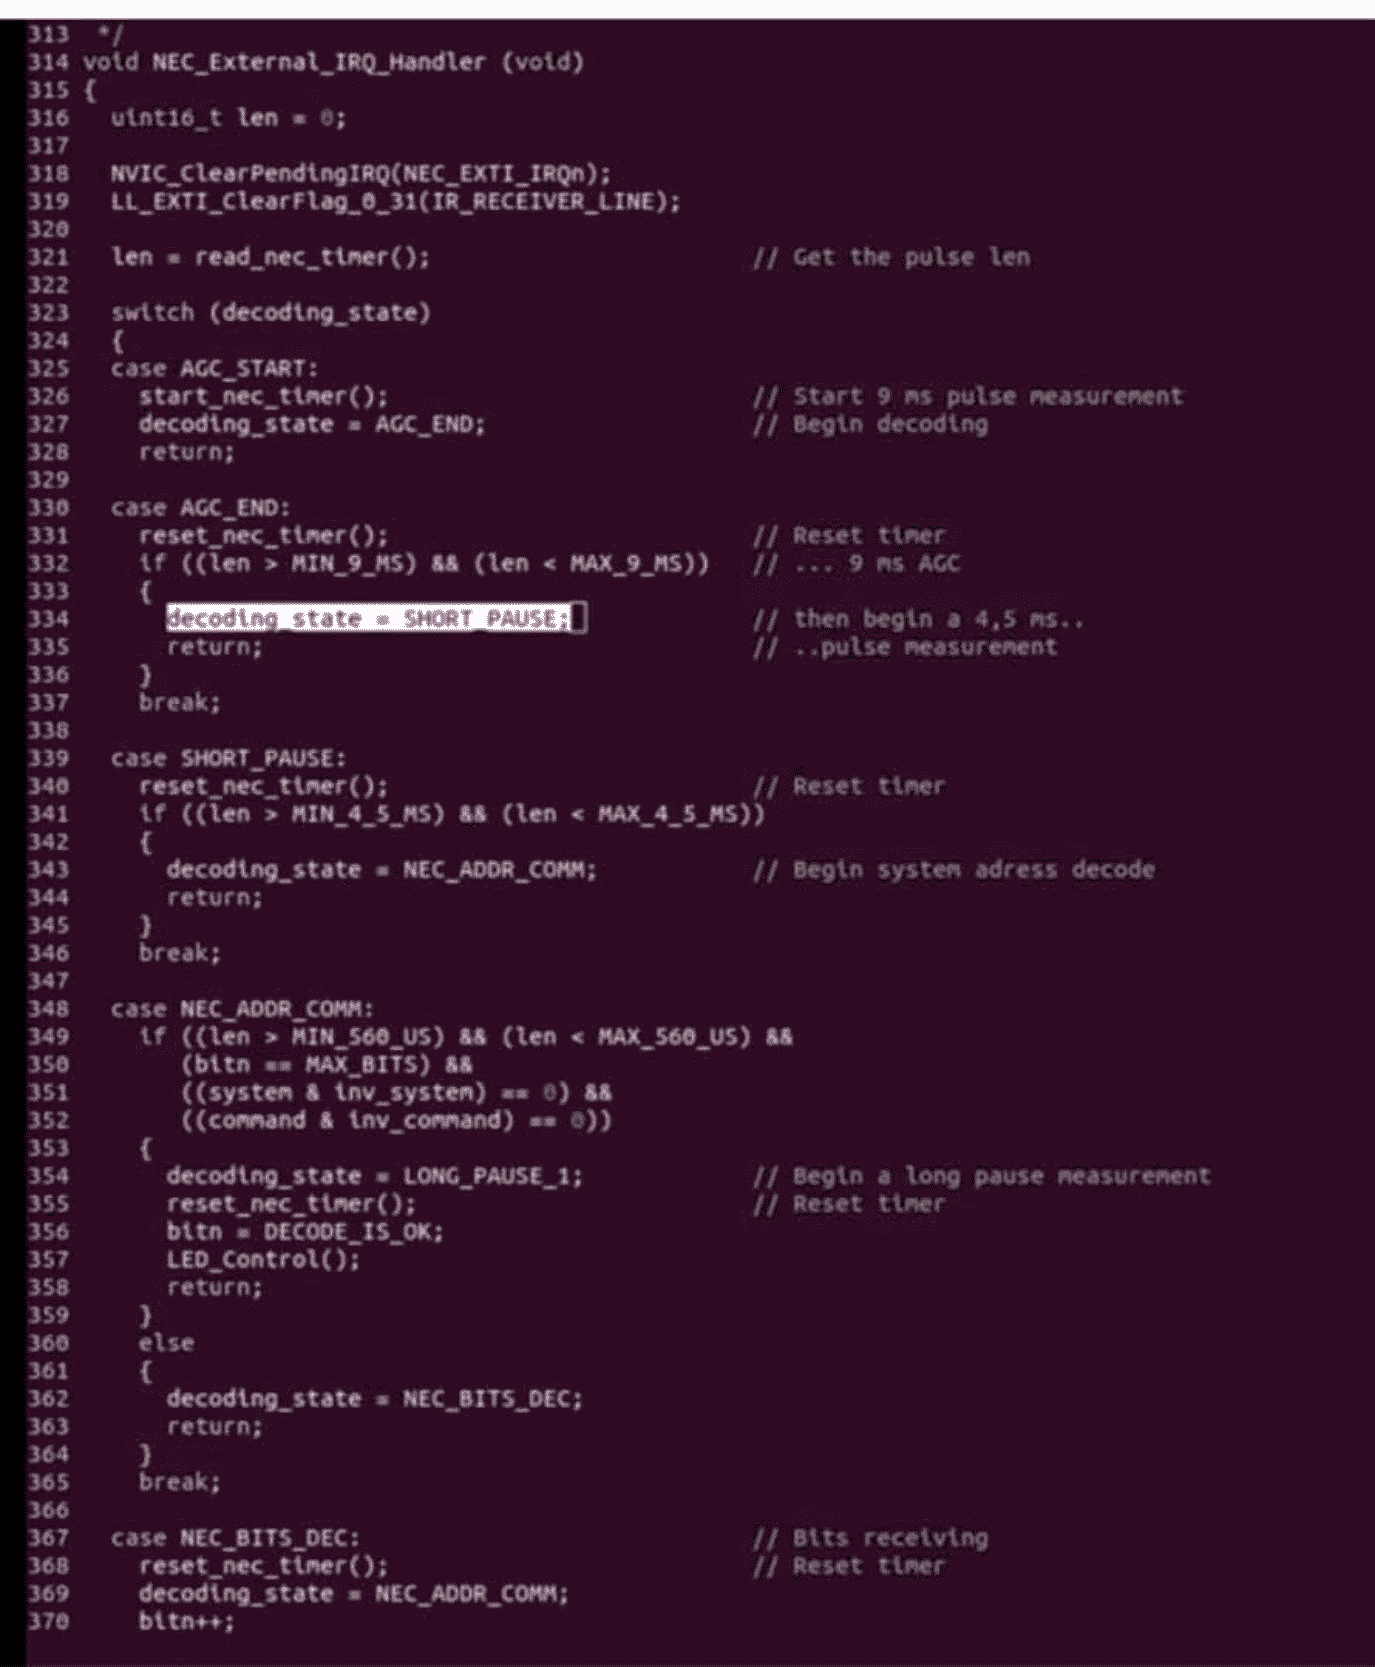 313  */
314 void NEC_External_IRQ_Handler (void)
315 {
316   uint16_t len = 0;
317
318   NVIC_ClearPendingIRQ(NEC_EXTI_IRQn);
319   LL_EXTI_ClearFlag_0_31(IR_RECEIVER_LINE);
320
321   len = read_nec_timer();                       // Get the pulse len
322
323   switch (decoding_state)
324   {
325   case AGC_START:
326     start_nec_timer();                          // Start 9 ms pulse measurement
327     decoding_state = AGC_END;                   // Begin decoding
328     return;
329
330   case AGC_END:
331     reset_nec_timer();                          // Reset timer
332     if ((len > MIN_9_MS) && (len < MAX_9_MS))   // ... 9 ms AGC
333     {
334       decoding_state = SHORT_PAUSE;             // then begin a 4,5 ms..
335       return;                                   // ..pulse measurement
336     }
337     break;
338
339   case SHORT_PAUSE:
340     reset_nec_timer();                          // Reset timer
341     if ((len > MIN_4_5_MS) && (len < MAX_4_5_MS))
342     {
343       decoding_state = NEC_ADDR_COMM;           // Begin system adress decode
344       return;
345     }
346     break;
347
348   case NEC_ADDR_COMM:
349     if ((len > MIN_560_US) && (len < MAX_560_US) &&
350        (bitn == MAX_BITS) &&
351        ((system & inv_system) == 0) &&
352        ((command & inv_command) == 0))
353     {
354       decoding_state = LONG_PAUSE_1;            // Begin a long pause measurement
355       reset_nec_timer();                        // Reset timer
356       bitn = DECODE_IS_OK;
357       LED_Control();
358       return;
359     }
360     else
361     {
362       decoding_state = NEC_BITS_DEC;
363       return;
364     }
365     break;
366
367   case NEC_BITS_DEC:                            // Bits receiving
368     reset_nec_timer();                          // Reset timer
369     decoding_state = NEC_ADDR_COMM;
370     bitn++;